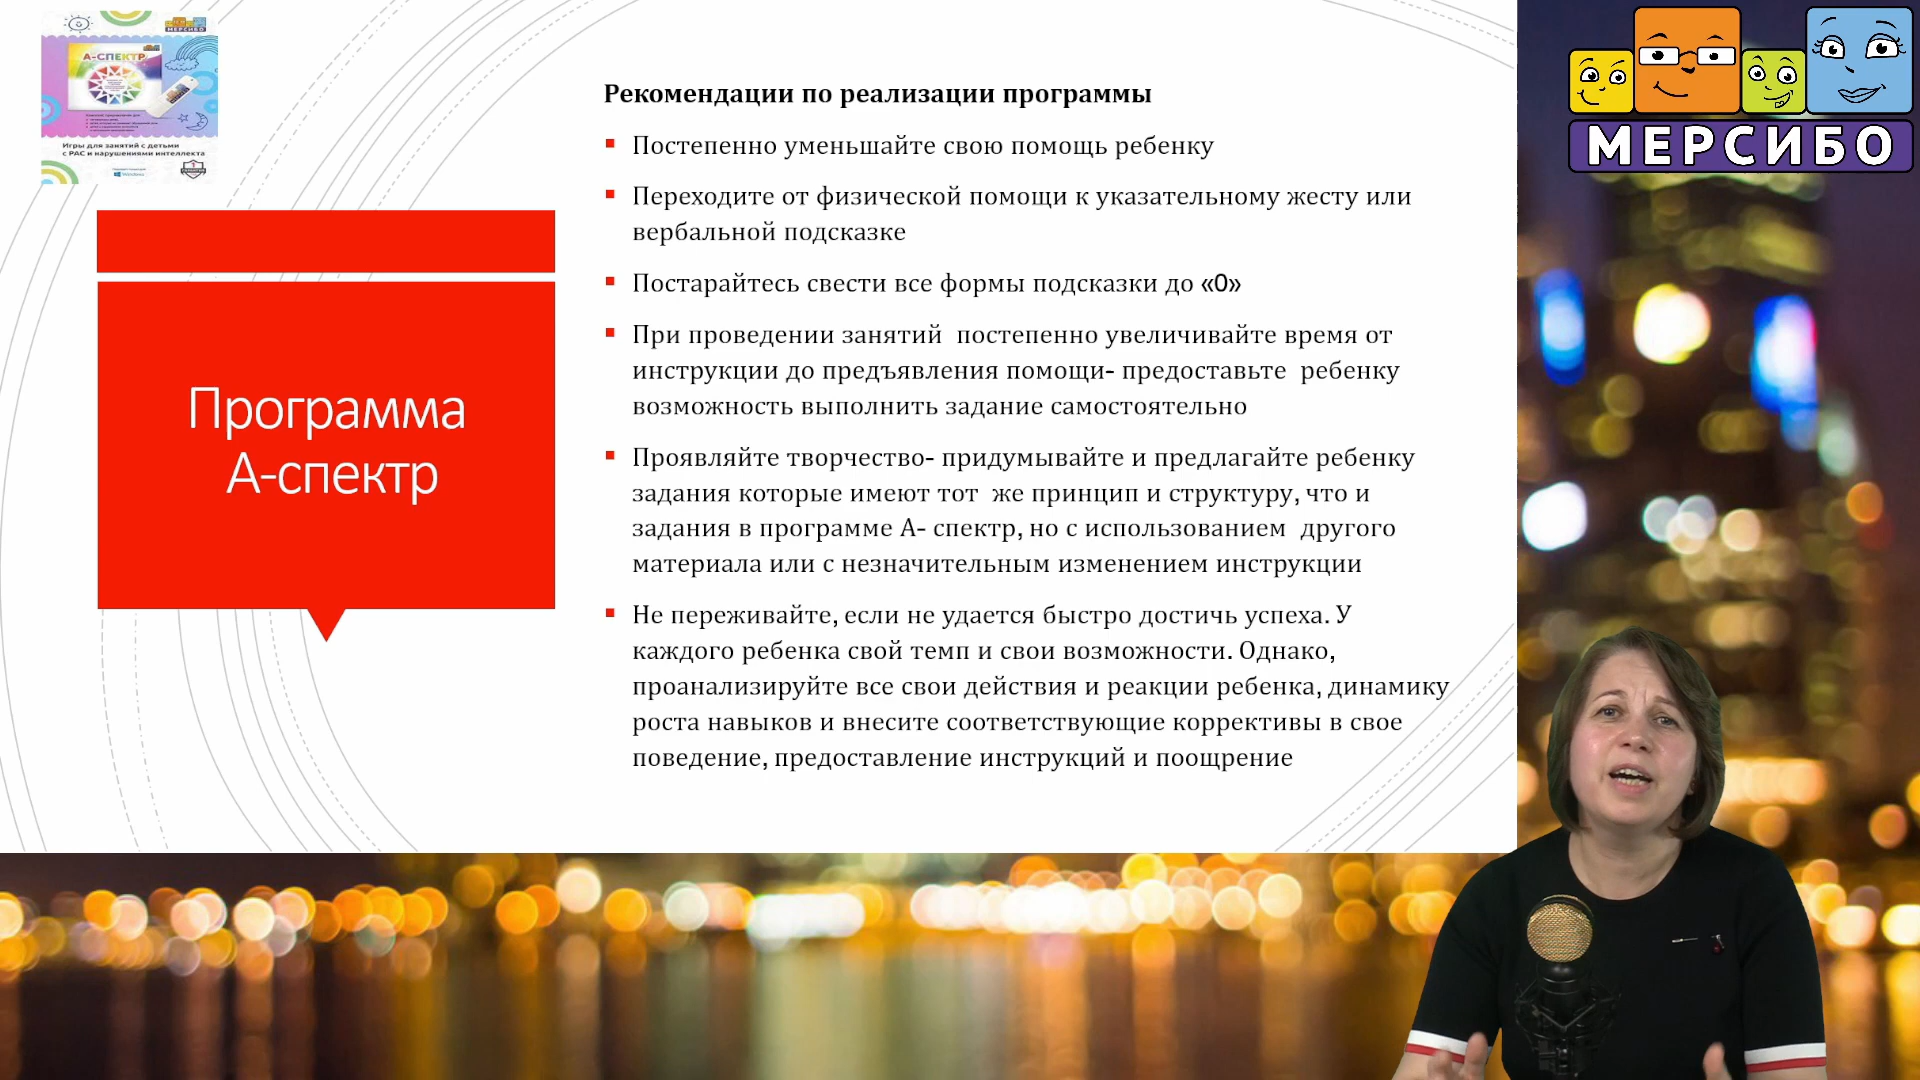 МЕРСИБО
А-СПЕКТР
Игры для занятий с детьми
с РАС и нарушениями интеллекта
Windows
МЕРСИБО
Программа
А-спектр
Рекомендации по реализации программы
Постепенно уменьшайте свою помощь ребенку
Переходите от физической помощи к указательному жесту или
вербальной подсказке
Постарайтесь свести все формы подсказки до «0»
При проведении занятий  постепенно увеличивайте время от
инструкции до предъявления помощи- предоставьте  ребенку
возможность выполнить задание самостоятельно
Проявляйте творчество- придумывайте и предлагайте ребенку
задания которые имеют тот  же принцип и структуру, что и
задания в программе А- спектр, но с использованием  другого
материала или с незначительным изменением инструкции
Не переживайте, если не удается быстро достичь успеха. У
каждого ребенка свой темп и свои возможности. Однако,
проанализируйте все свои действия и реакции ребенка, динамику
роста навыков и внесите соответствующие коррективы в свое
поведение, предоставление инструкций и поощрение